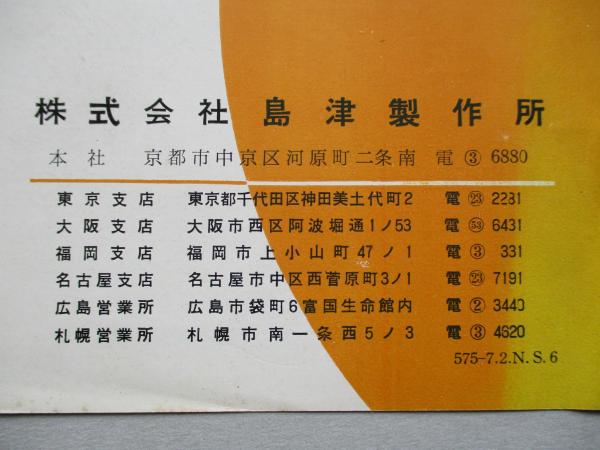 株式会社島津製作所
本社 京都市中京区河原町二条南 電③6880
東京支店 東京都千代田区神田美土代町2 電㉓2231
大阪支店 大阪市西区阿波堀通1ノ53 電(53)6431
福岡支店 福岡市上小山町47ノ1 電③331
名古屋支店 名古屋市中区西菅原町3ノ1 電㉓7191
広島営業所 広島市袋町6富国生命館内 電②3440
札幌営業所 札幌市南一条西5ノ3 電③4620
575-7.2.N.S.6